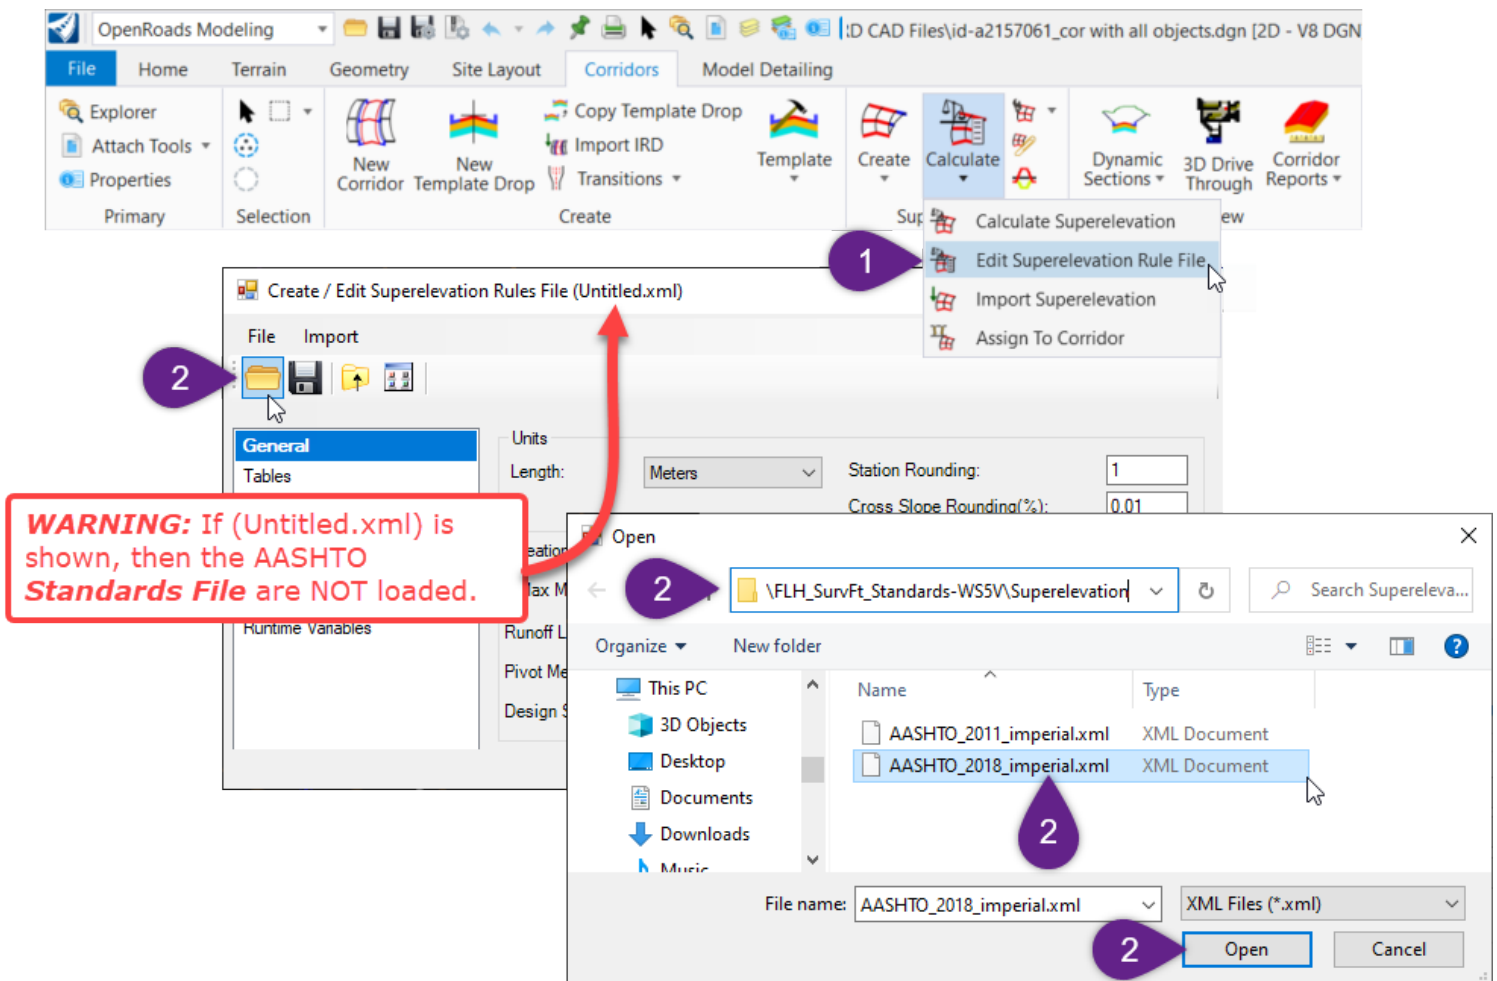 OpenRoads Modeling
D CAD Files\id-a2157061_cor with all objects.dgn [2D - V8 DGN
File Home Terrain Geometry Site Layout Corridors Model Detailing
Explorer
Attach Tools
Properties
Primary
Selection
New Corridor
New Template Drop
Copy Template Drop
Import IRD
Transitions
Template
Create
Create
Calculate
Sup
Dynamic Sections
3D Drive Through
Corridor Reports
ew
Calculate Superelevation
Edit Superelevation Rule File
Import Superelevation
Assign To Corridor
1
Create / Edit Superelevation Rules File (Untitled.xml)
File Import
2
General
Tables
Runtime Variables
Units
Length: Meters
Station Rounding: 1
Cross Slope Rounding(%): 0.01
eation
Max M
Runoff L
Pivot Me
Design S
WARNING: If (Untitled.xml) is
shown, then the AASHTO
Standards File are NOT loaded.
Open
2
\FLH_SurvFt_Standards-WS5V\Superelevation
Search Supereleva...
Organize New folder
?
This PC
3D Objects
Desktop
Documents
Downloads
Music
Name Type
AASHTO_2011_imperial.xml XML Document
AASHTO_2018_imperial.xml XML Document
2
File name: AASHTO_2018_imperial.xml XML Files (*.xml)
2
Open Cancel